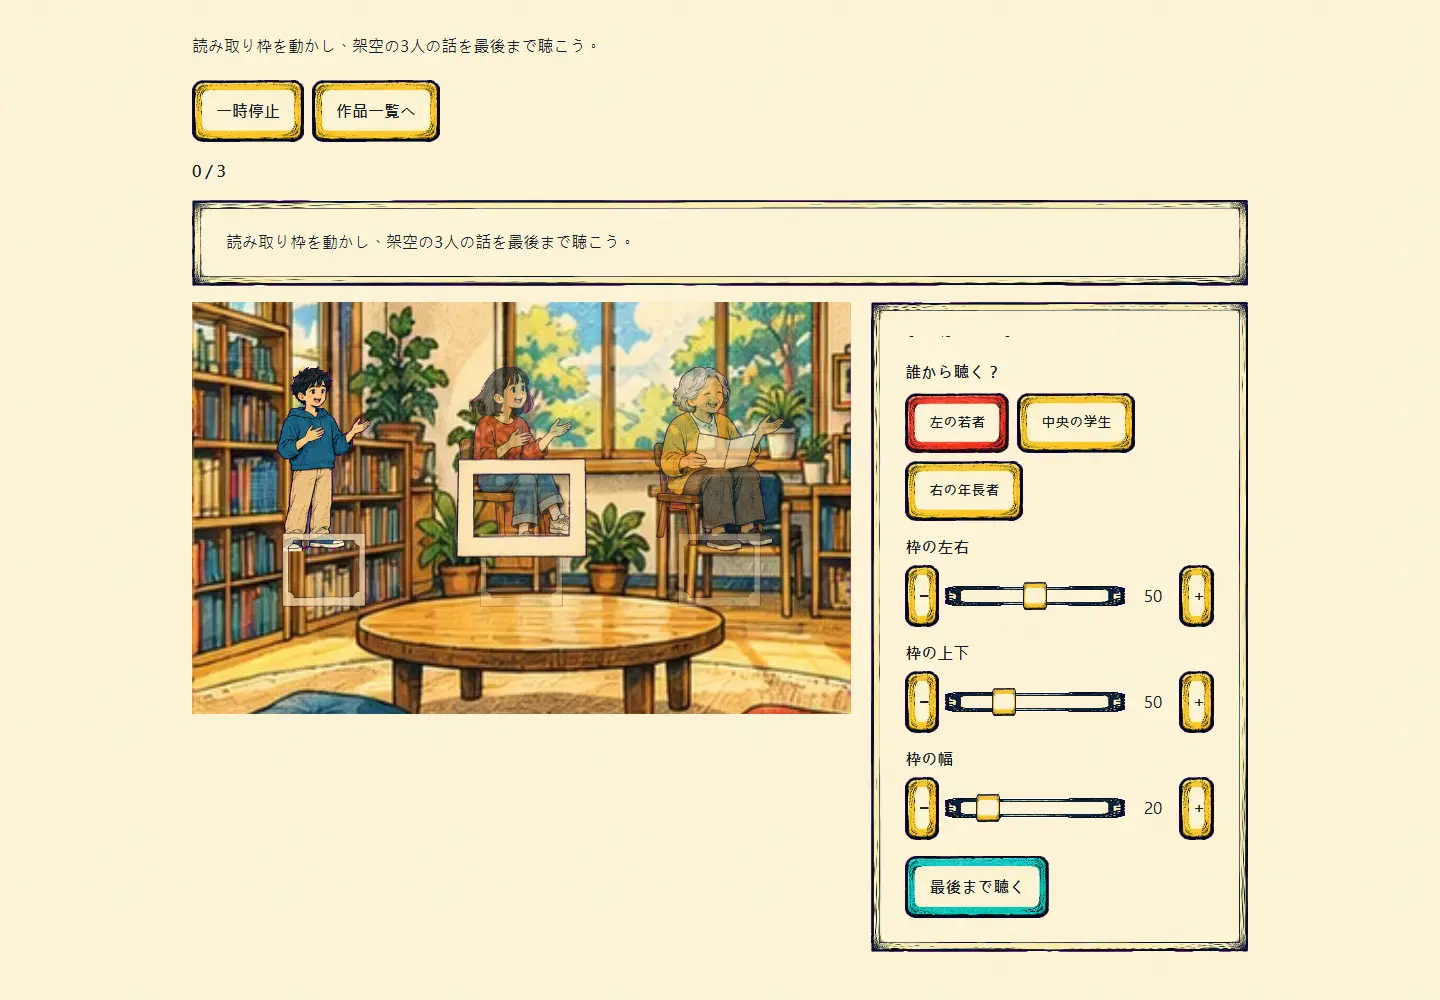 読み取り枠を動かし、架空の3人の話を最後まで聴こう。
一時停止
作品一覧へ
0 / 3
読み取り枠を動かし、架空の3人の話を最後まで聴こう。
誰から聴く？
左の若者
中央の学生
右の年長者
枠の左右
−
50
+
枠の上下
−
50
+
枠の幅
−
20
+
最後まで聴く